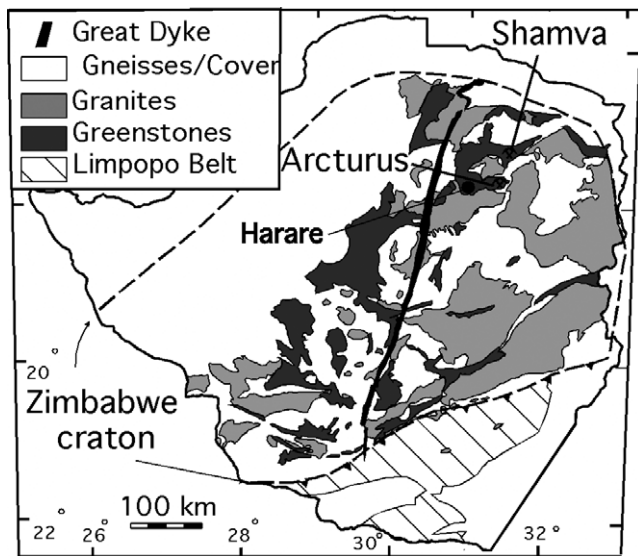 Great Dyke
Gneisses/Cover
Granites
Greenstones
Limpopo Belt
Shamva
Arcturus
Harare
20°
Zimbabwe
craton
100 km
22°
26°
28°
30°
32°